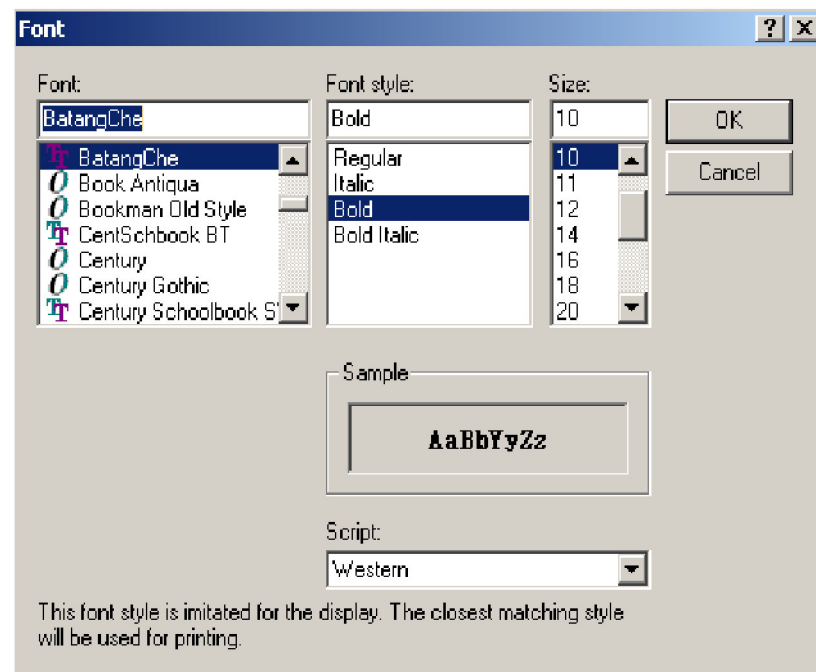 Font
Font:
BatangChe
BatangChe
Book Antiqua
Bookman Old Style
CentSchbook BT
Century
Century Gothic
Century Schoolbook
Font style:
Bold
Regular
Italic
Bold
Bold Italic
Size:
10
10
11
12
14
16
18
20
OK
Cancel
Sample
AaBbYyZz
Script:
Western
This font style is imitated for the display. The closest matching style
will be used for printing.